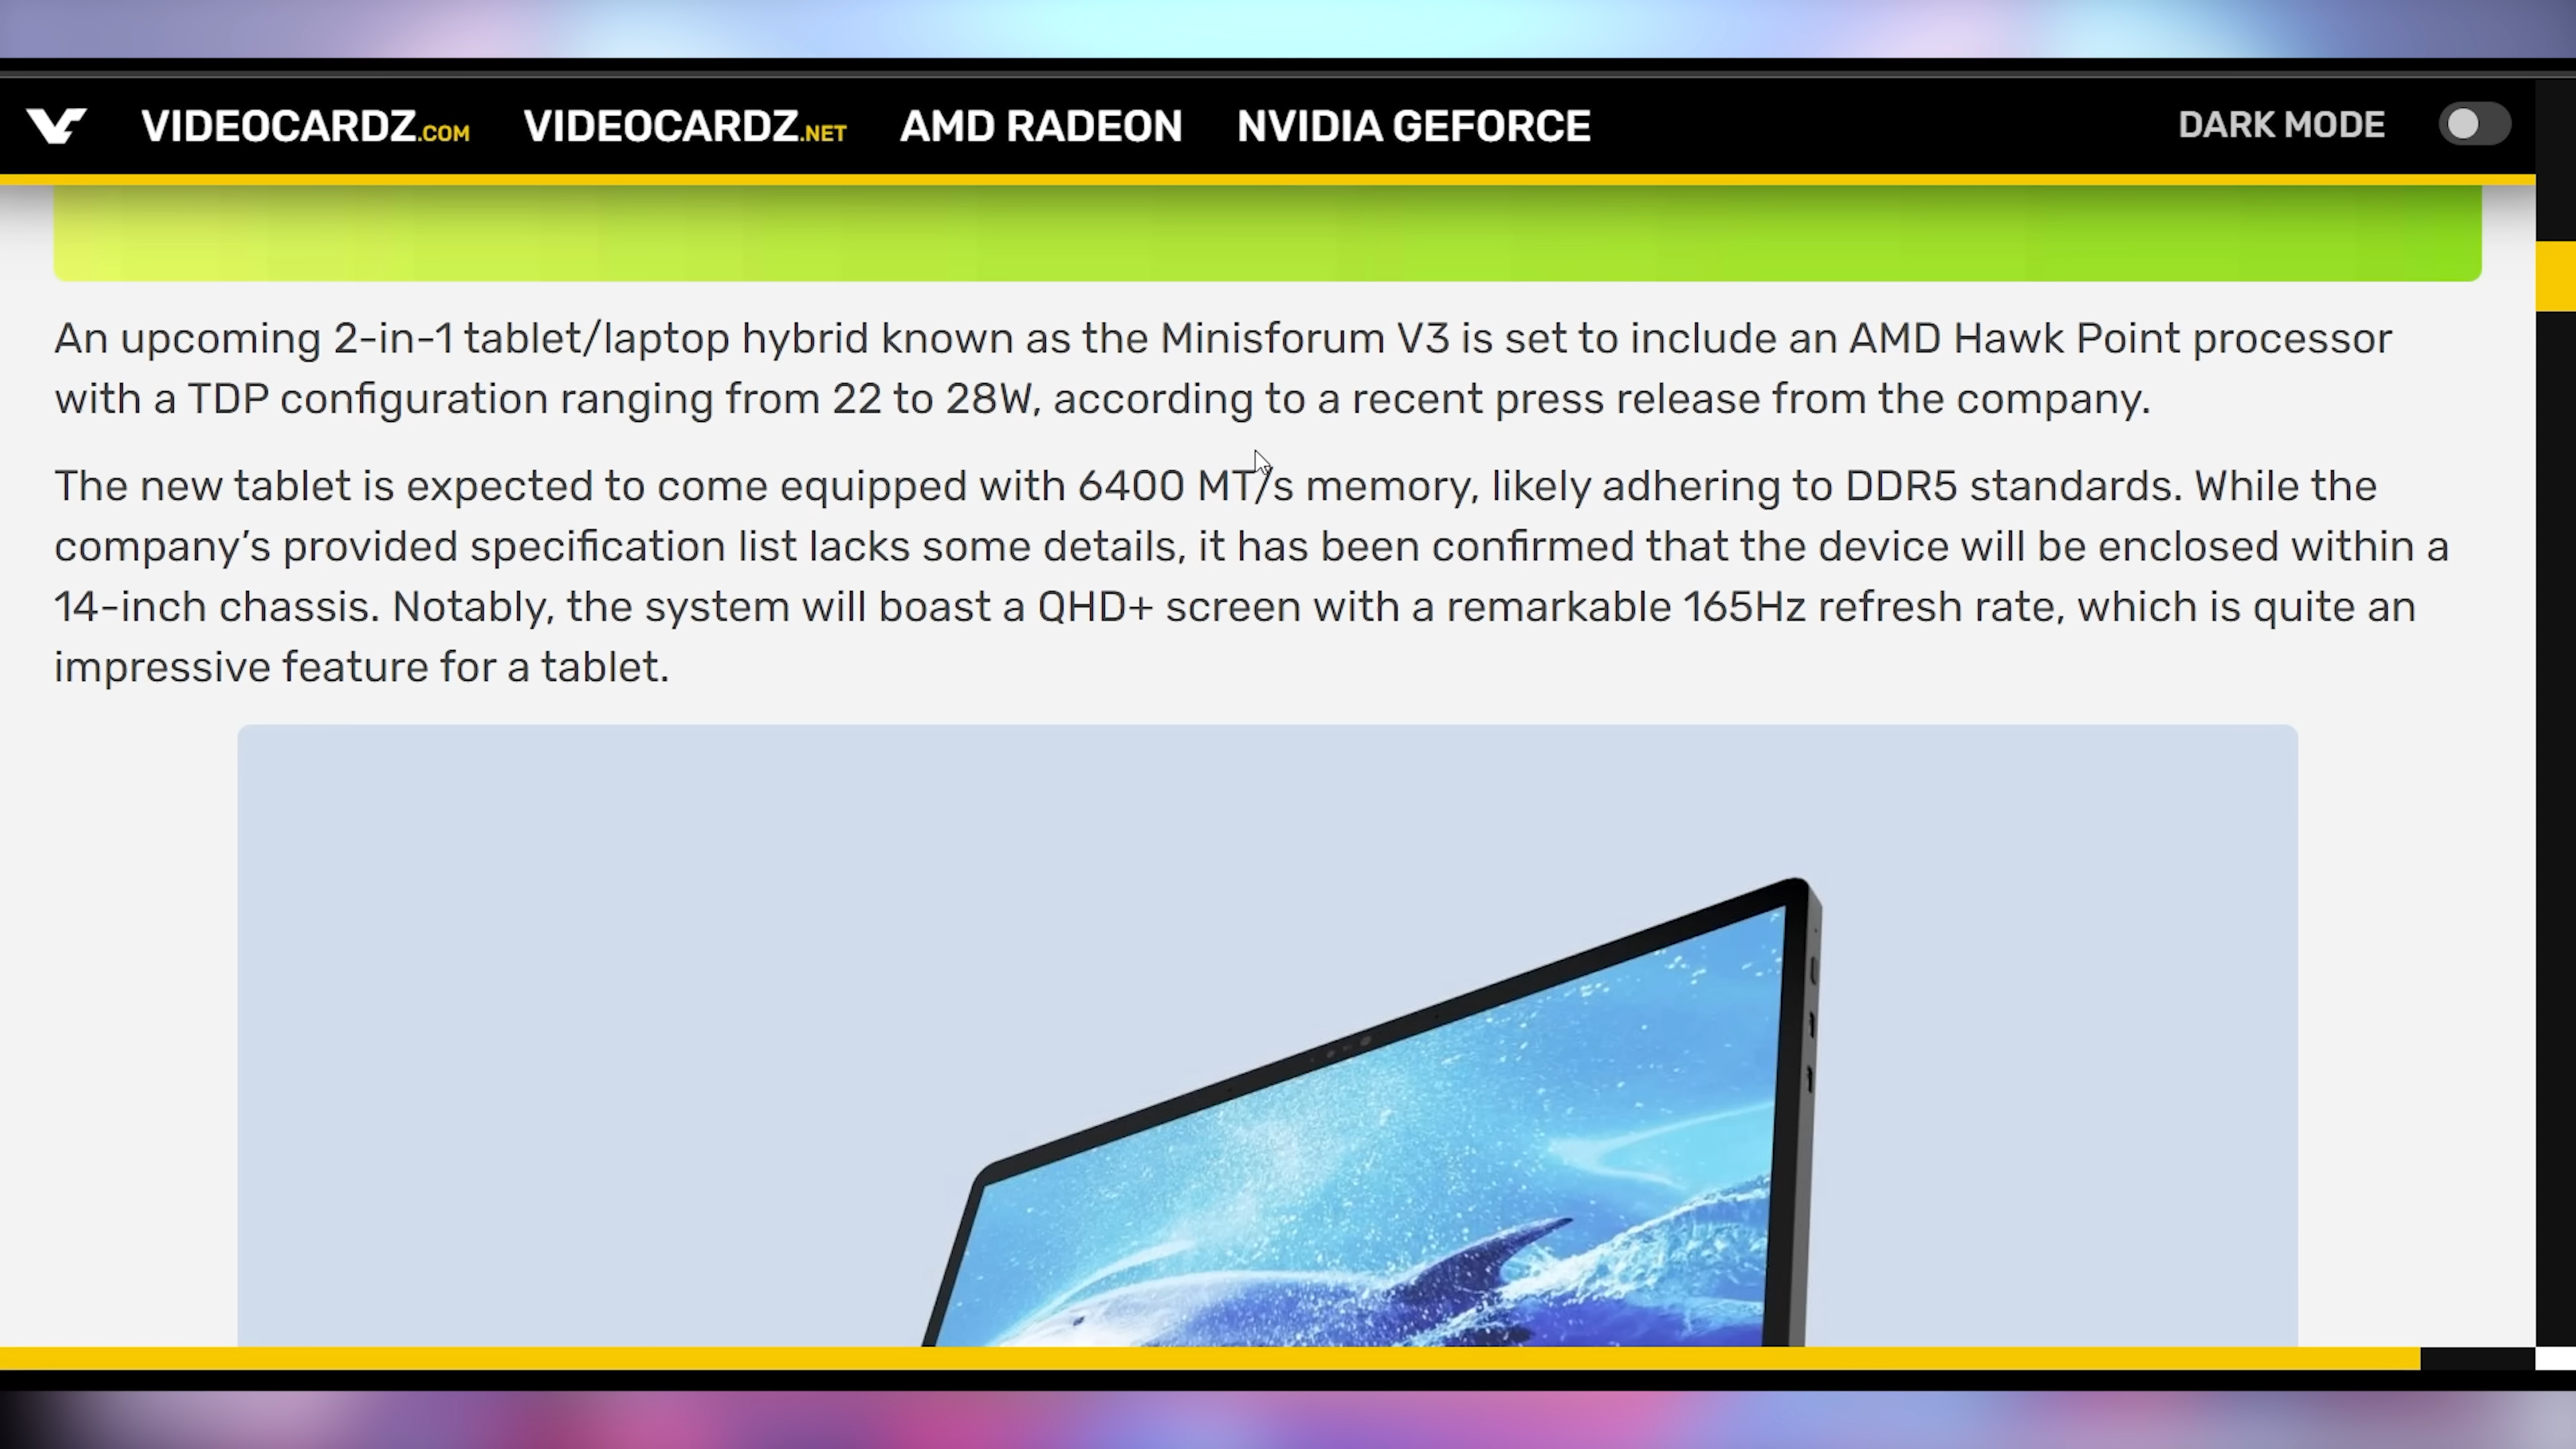 VIDEOCARDZ.COM VIDEOCARDZ.NET AMD RADEON NVIDIA GEFORCE DARK MODE
An upcoming 2-in-1 tablet/laptop hybrid known as the Minisforum V3 is set to include an AMD Hawk Point processor
with a TDP configuration ranging from 22 to 28W, according to a recent press release from the company.
The new tablet is expected to come equipped with 6400 MT/s memory, likely adhering to DDR5 standards. While the
company’s provided specification list lacks some details, it has been confirmed that the device will be enclosed within a
14-inch chassis. Notably, the system will boast a QHD+ screen with a remarkable 165Hz refresh rate, which is quite an
impressive feature for a tablet.